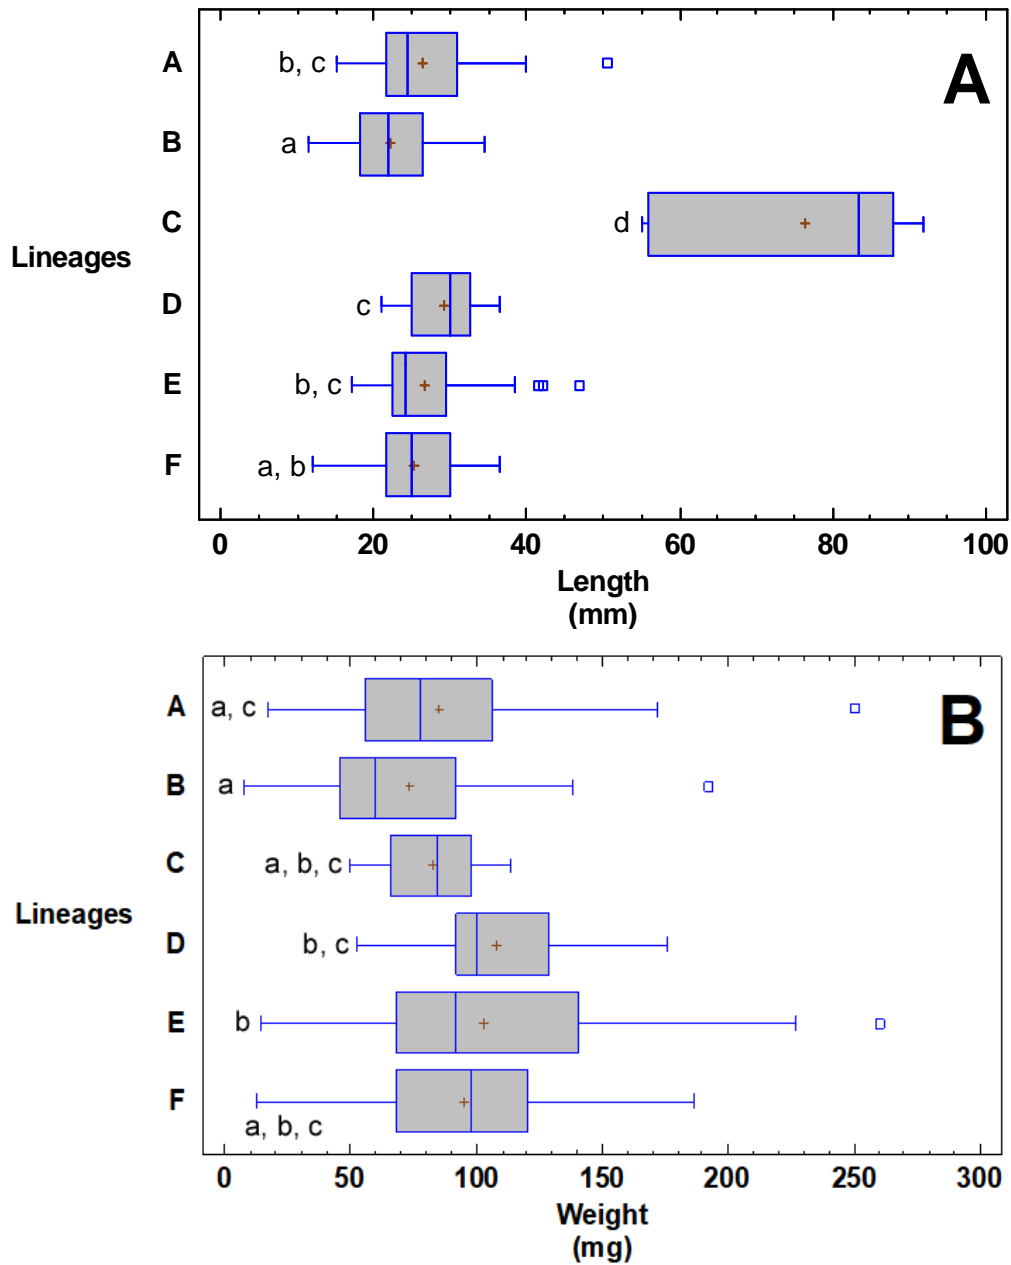 A
b, c
A
B
a
C
d
Lineages
D
c
E
b, c
F
a, b
0 20 40 60 80 100
Length
(mm)
A
a, c
B
B
a
C
a, b, c
Lineages
D
b, c
E
b
F
a, b, c
0 50 100 150 200 250 300
Weight
(mg)